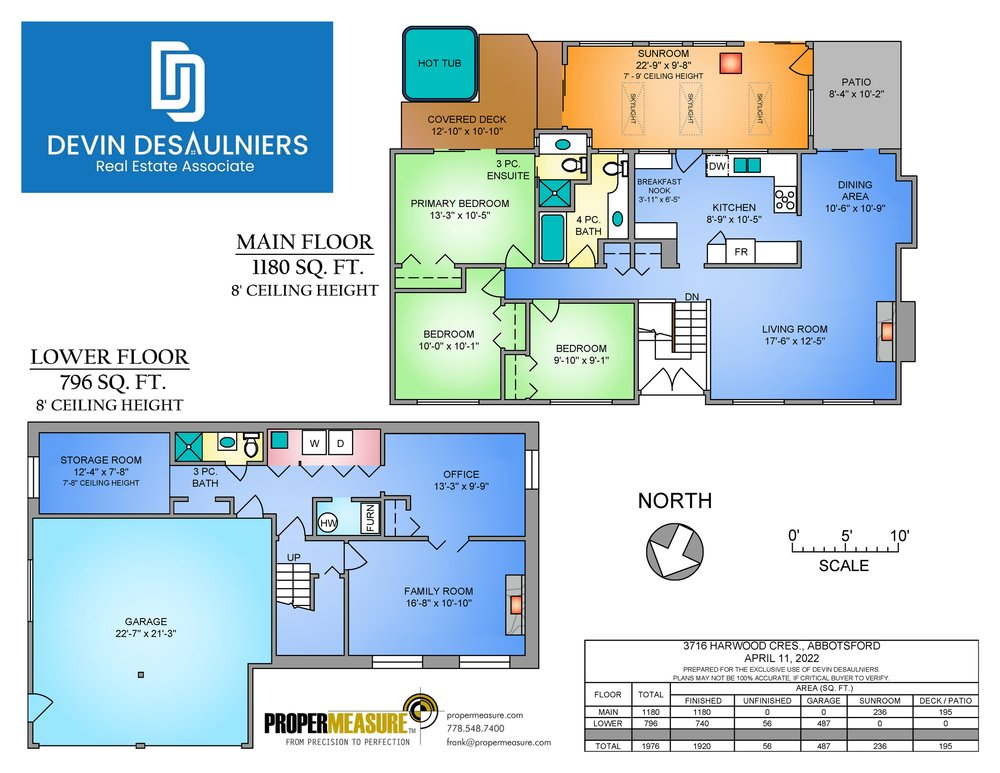 DEVIN DESAULNIERS
Real Estate Associate
MAIN FLOOR
1180 SQ. FT.
8' CEILING HEIGHT
HOT TUB
COVERED DECK
12'-10" x 10'-10"
SUNROOM
22'-9" x 9'-8"
7' - 9' CEILING HEIGHT
SKYLIGHT
SKYLIGHT
SKYLIGHT
PATIO
8'-4" x 10'-2"
3 PC.
ENSUITE
PRIMARY BEDROOM
13'-3" x 10'-5"
4 PC.
BATH
BREAKFAST
NOOK
3'-11" x 6'-5"
DW
KITCHEN
8'-9" x 10'-5"
FR
DINING
AREA
10'-6" x 10'-9"
DN
BEDROOM
10'-0" x 10'-1"
BEDROOM
9'-10" x 9'-1"
LIVING ROOM
17'-6" x 12'-5"
LOWER FLOOR
796 SQ. FT.
8' CEILING HEIGHT
STORAGE ROOM
12'-4" x 7'-8"
7'-8" CEILING HEIGHT
3 PC.
BATH
W
D
OFFICE
13'-3" x 9'-9"
HW
FURN
UP
FAMILY ROOM
16'-8" x 10'-10"
GARAGE
22'-7" x 21'-3"
NORTH
0' 5' 10'
SCALE
PROPERMEASURE TM
FROM PRECISION TO PERFECTION
propermeasure.com
778.548.7400
frank@propermeasure.com
3716 HARWOOD CRES., ABBOTSFORD
APRIL 11, 2022
PREPARED FOR THE EXCLUSIVE USE OF DEVIN DESAULNIERS.
PLANS MAY NOT BE 100% ACCURATE, IF CRITICAL BUYER TO VERIFY.
AREA (SQ. FT.)
FLOOR TOTAL FINISHED UNFINISHED GARAGE SUNROOM DECK / PATIO
MAIN 1180 1180 0 0 236 195
LOWER 796 740 56 487 0 0
TOTAL 1976 1920 56 487 236 195